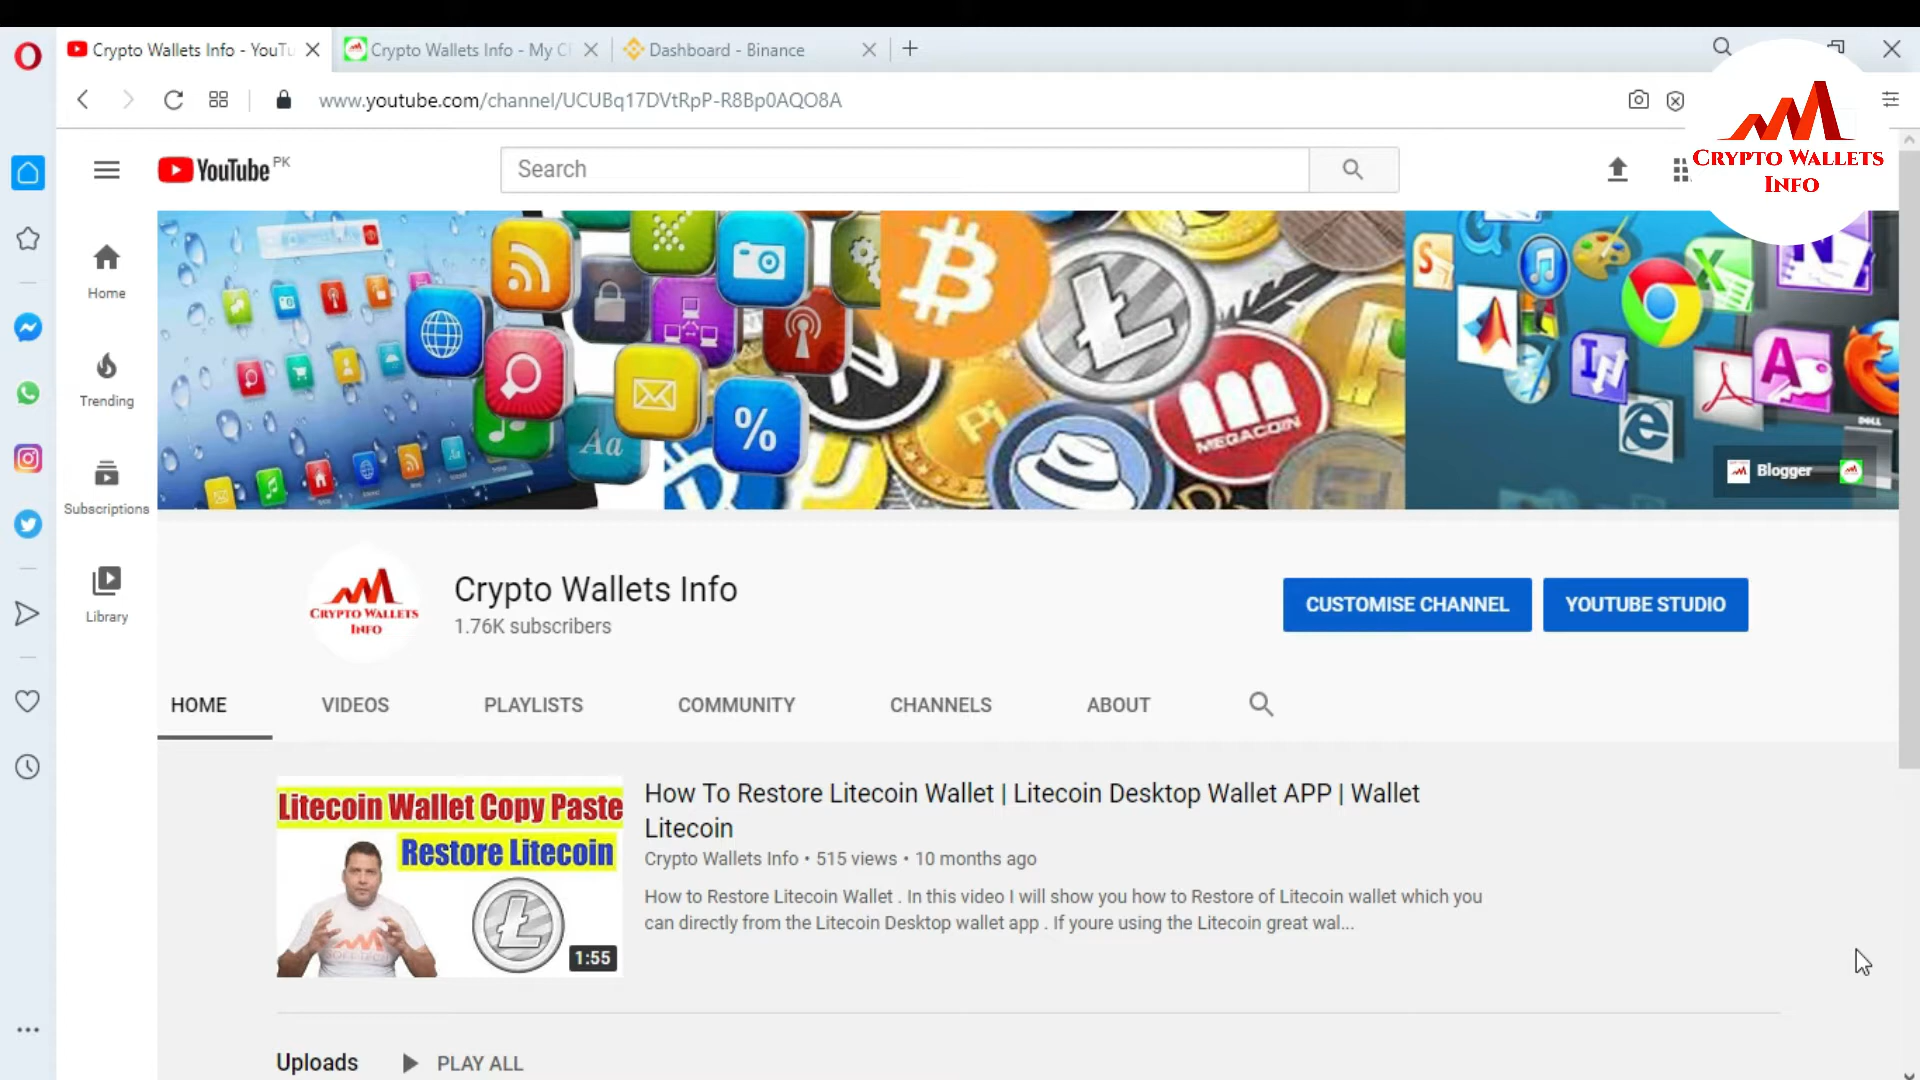 Crypto Wallets Info - YouTu
Crypto Wallets Info - My C
Dashboard - Binance
www.youtube.com/channel/UCUBq17DVtRpP-R8Bp0AQO8A
YouTube PK
Search
Crypto Wallets
Info
Home
Trending
Subscriptions
Library
Aa
%
MEGACOIN
DELL
Blogger
Crypto Wallets
Info
Crypto Wallets Info
1.76K subscribers
CUSTOMISE CHANNEL
YOUTUBE STUDIO
HOME
VIDEOS
PLAYLISTS
COMMUNITY
CHANNELS
ABOUT
Litecoin Wallet Copy Paste
Restore Litecoin
1:55
How To Restore Litecoin Wallet | Litecoin Desktop Wallet APP | Wallet
Litecoin
Crypto Wallets Info • 515 views • 10 months ago
How to Restore Litecoin Wallet . In this video I will show you how to Restore of Litecoin wallet which you
can directly from the Litecoin Desktop wallet app . If youre using the Litecoin great wal...
Uploads
PLAY ALL